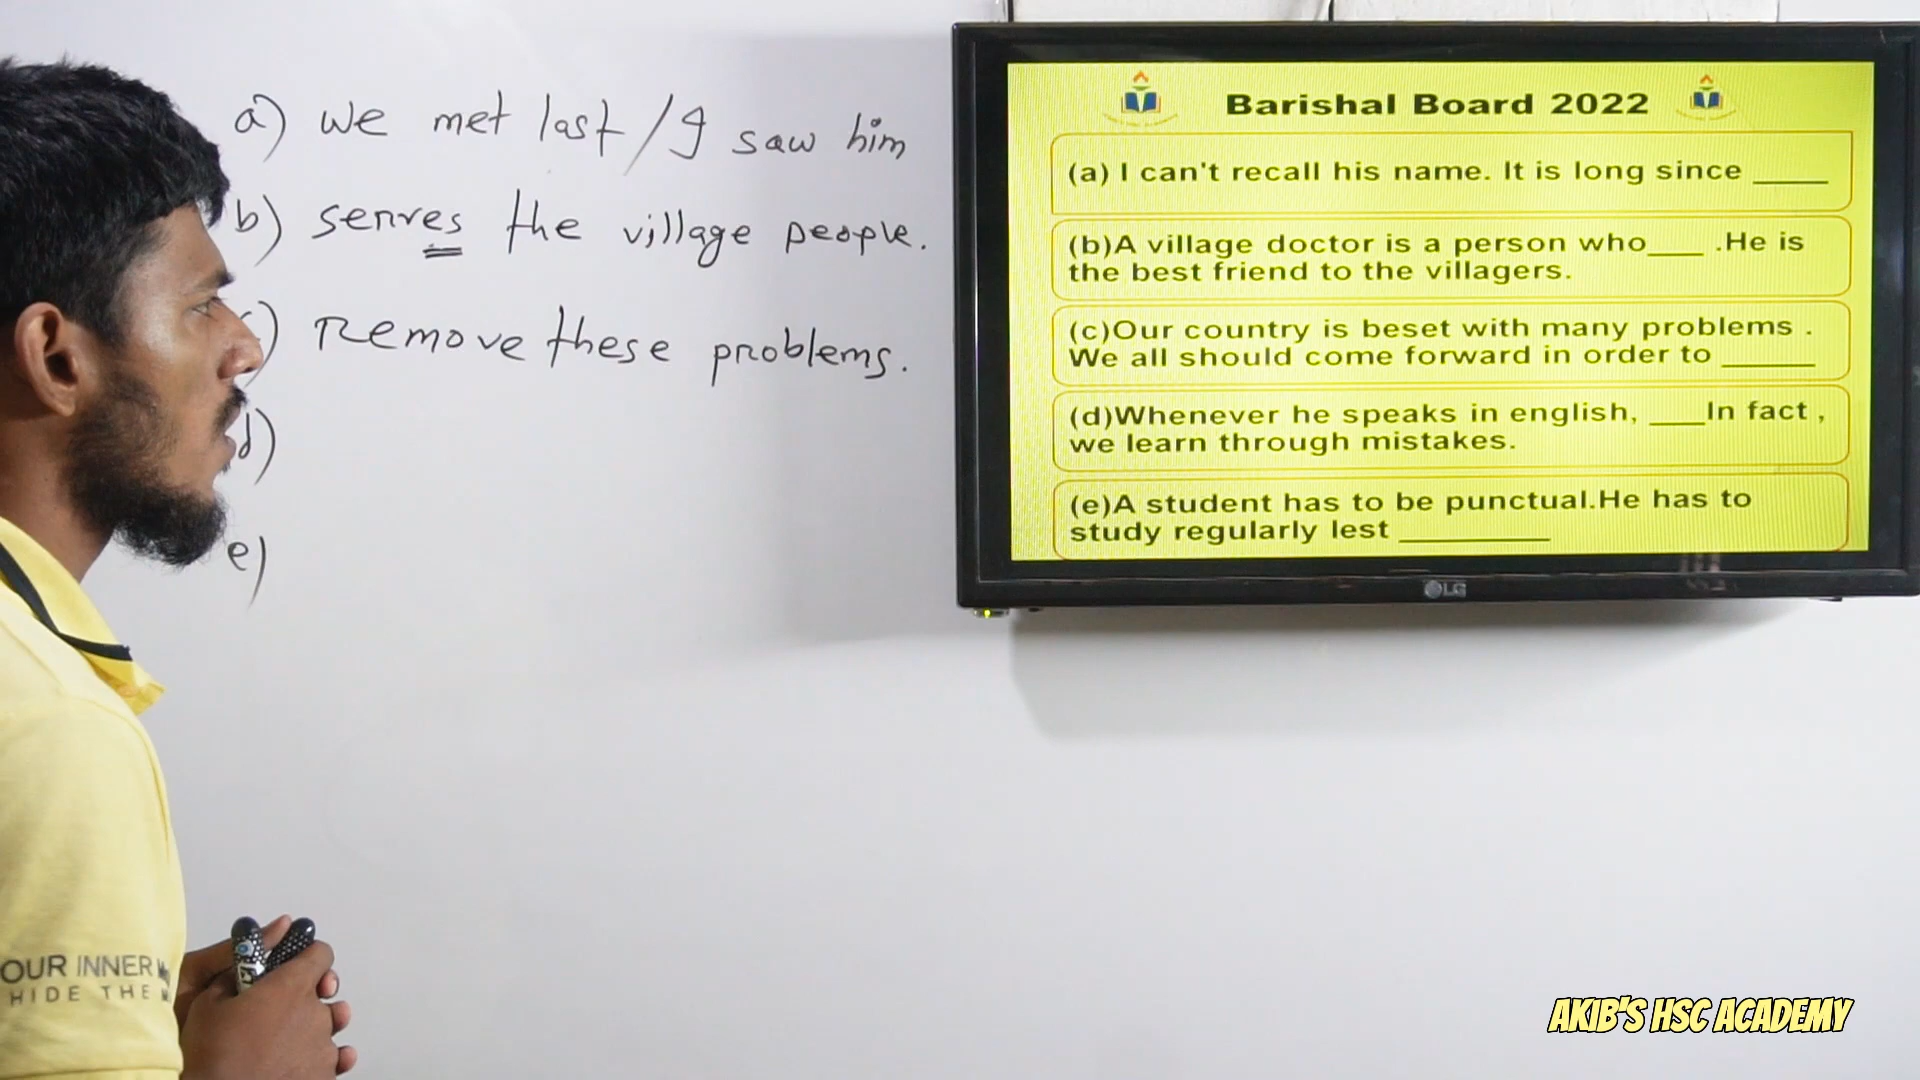 a) we met last / I saw him
b) serves the village people.
c) Remove these problems.
d)
e)
Barishal Board 2022
(a) I can't recall his name. It is long since ____
(b)A village doctor is a person who____ .He is
the best friend to the villagers.
(c)Our country is beset with many problems .
We all should come forward in order to ______
(d)Whenever he speaks in english, ____In fact ,
we learn through mistakes.
(e)A student has to be punctual.He has to
study regularly lest __________
LG
OUR INNER
HIDE THE
AKIB'S HSC ACADEMY